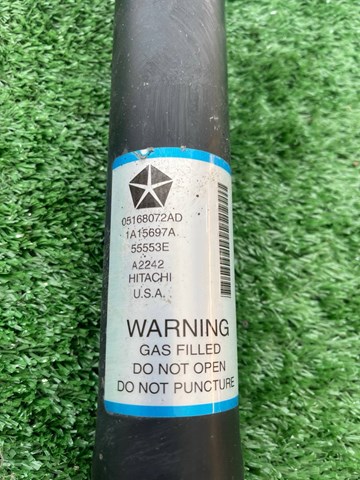 05168072AD
1A15697A
55553E
A2242
HITACHI
U.S.A.
WARNING
GAS FILLED
DO NOT OPEN
DO NOT PUNCTURE